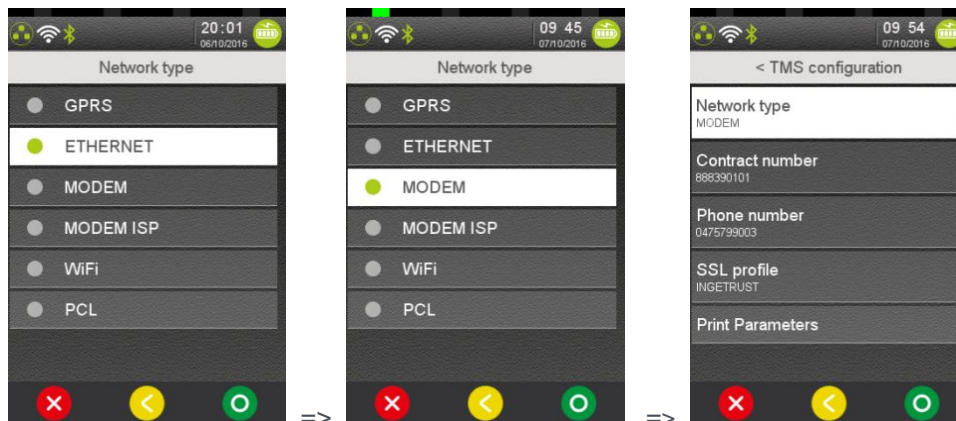 20:01
06/10/2016
Network type
GPRS
ETHERNET
MODEM
MODEM ISP
WiFi
PCL
=>
09 45
07/10/2016
Network type
GPRS
ETHERNET
MODEM
MODEM ISP
WiFi
PCL
=>
09 54
07/10/2016
< TMS configuration
Network type
MODEM
Contract number
888390101
Phone number
0475799003
SSL profile
INGETRUST
Print Parameters